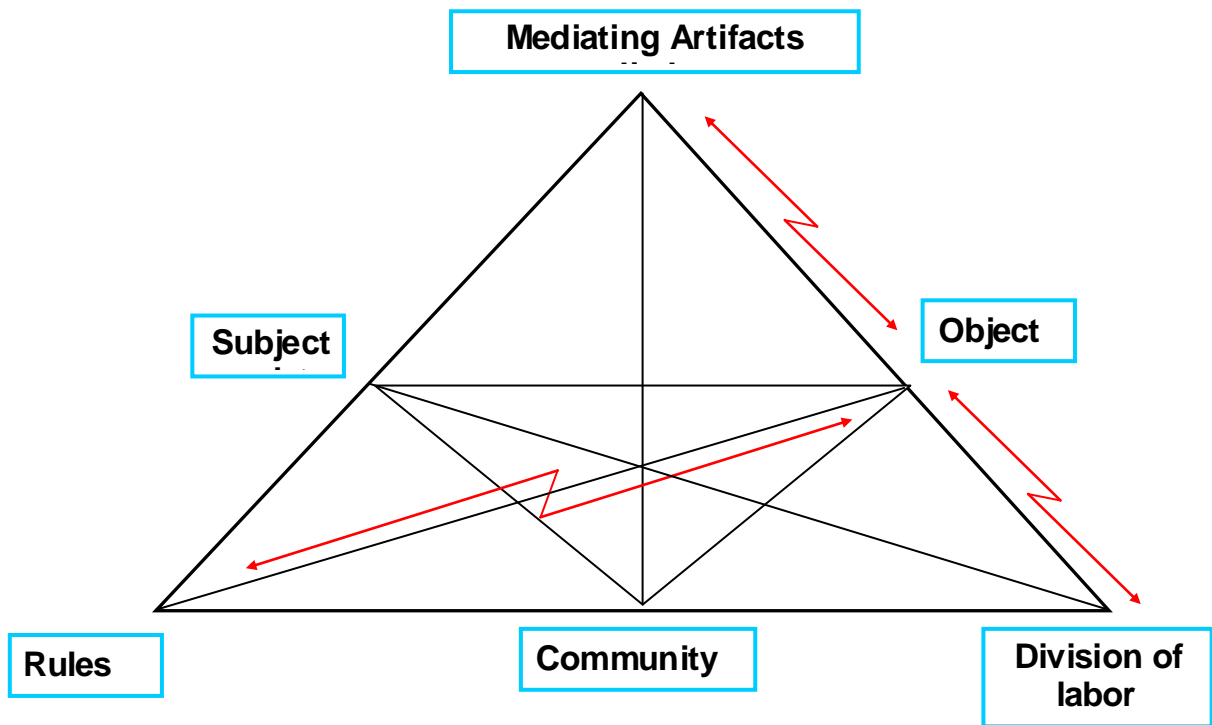 Mediating Artifacts
Subject
Object
Rules
Community
Division of
labor